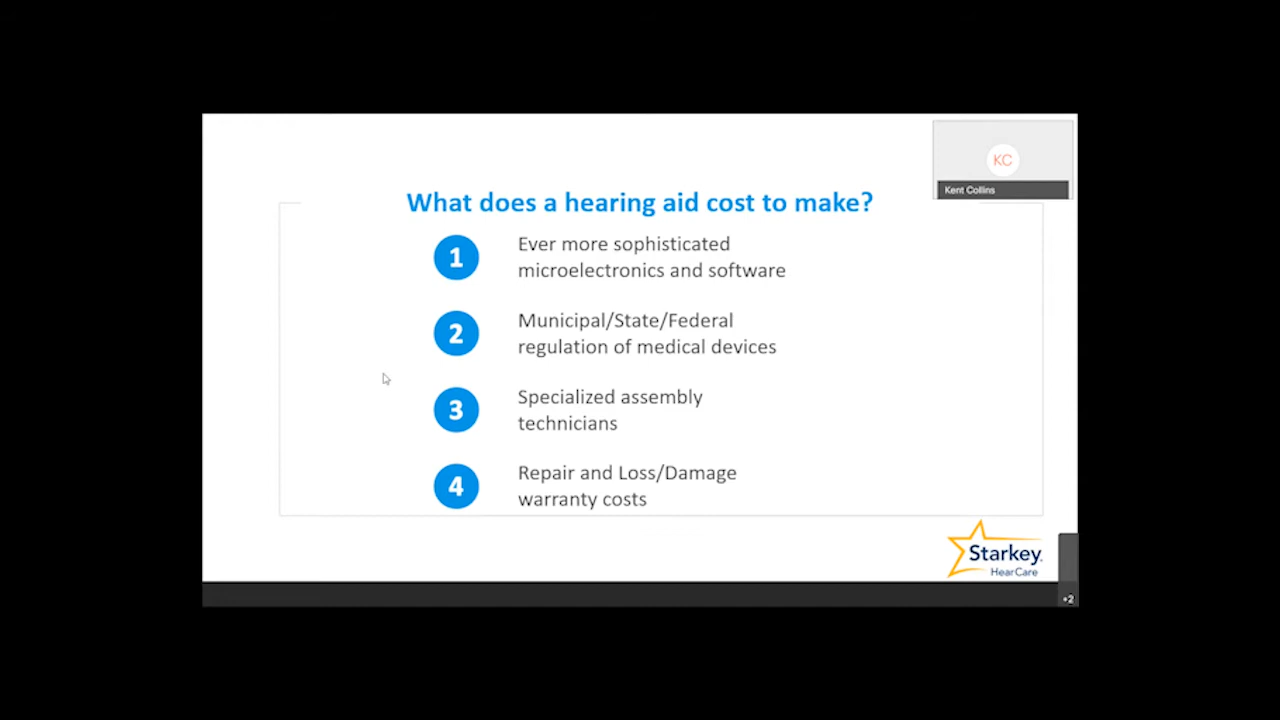 KC
Kent Collins
What does a hearing aid cost to make?
1
Ever more sophisticated
microelectronics and software
2
Municipal/State/Federal
regulation of medical devices
3
Specialized assembly
technicians
4
Repair and Loss/Damage
warranty costs
Starkey.
HearCare
+2